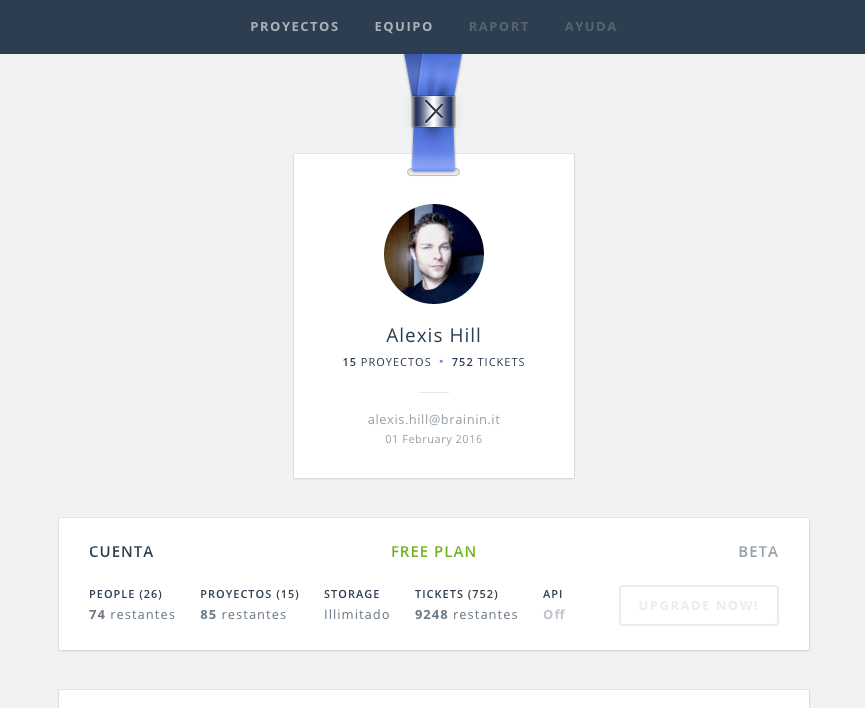 PROYECTOS EQUIPO RAPORT AYUDA
Alexis Hill
15 PROYECTOS • 752 TICKETS
alexis.hill@brainin.it
01 February 2016
CUENTA FREE PLAN BETA
PEOPLE (26) PROYECTOS (15) STORAGE TICKETS (752) API
74 restantes 85 restantes Illimitado 9248 restantes Off
UPGRADE NOW!